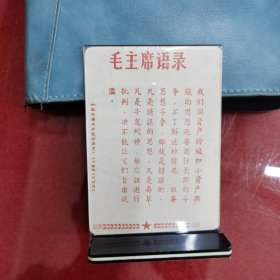 毛主席语录
我们同资产阶级和小资产阶
级的思想还要进行长期的斗
争。不了解这种情况，放弃
思想斗争，那就是错误的。
凡是错误的思想，凡是毒草，
凡是牛鬼蛇神，都应该进行
批判，决不能让它们自由泛
滥。